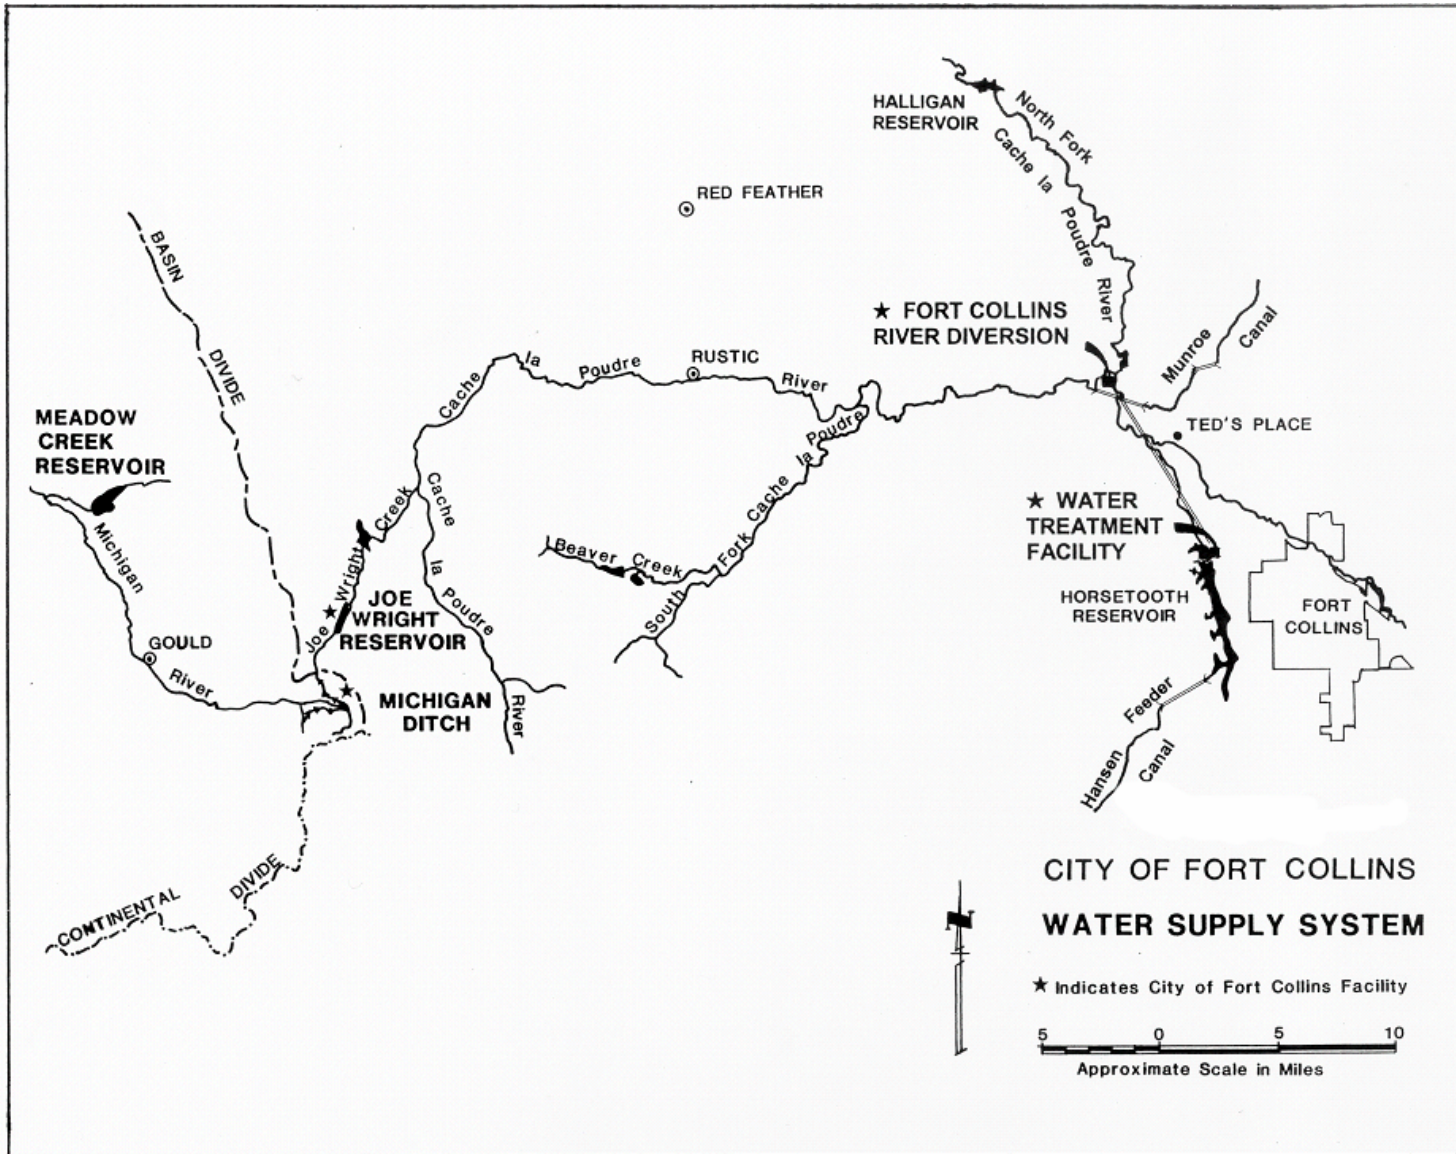 HALLIGAN
RESERVOIR
North Fork
Cache la Poudre River
RED FEATHER
BASIN
DIVIDE
★ FORT COLLINS
RIVER DIVERSION
Munroe
Canal
Cache la Poudre River
RUSTIC
MEADOW
CREEK
RESERVOIR
TED'S PLACE
South Fork Cache la Poudre
Michigan River
Joe Wright Creek
Cache la Poudre River
Beaver Creek
★ WATER
TREATMENT
FACILITY
HORSETOOTH
RESERVOIR
FORT
COLLINS
JOE
WRIGHT
RESERVOIR
GOULD
MICHIGAN
DITCH
Hansen Feeder
Canal
CONTINENTAL DIVIDE
CITY OF FORT COLLINS
WATER SUPPLY SYSTEM
★ Indicates City of Fort Collins Facility
5 0 5 10
Approximate Scale in Miles